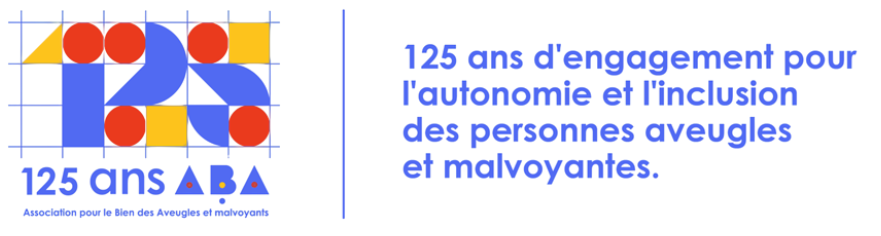 125
125 ans ABA
Association pour le Bien des Aveugles et malvoyants
125 ans d'engagement pour
l'autonomie et l'inclusion
des personnes aveugles
et malvoyantes.